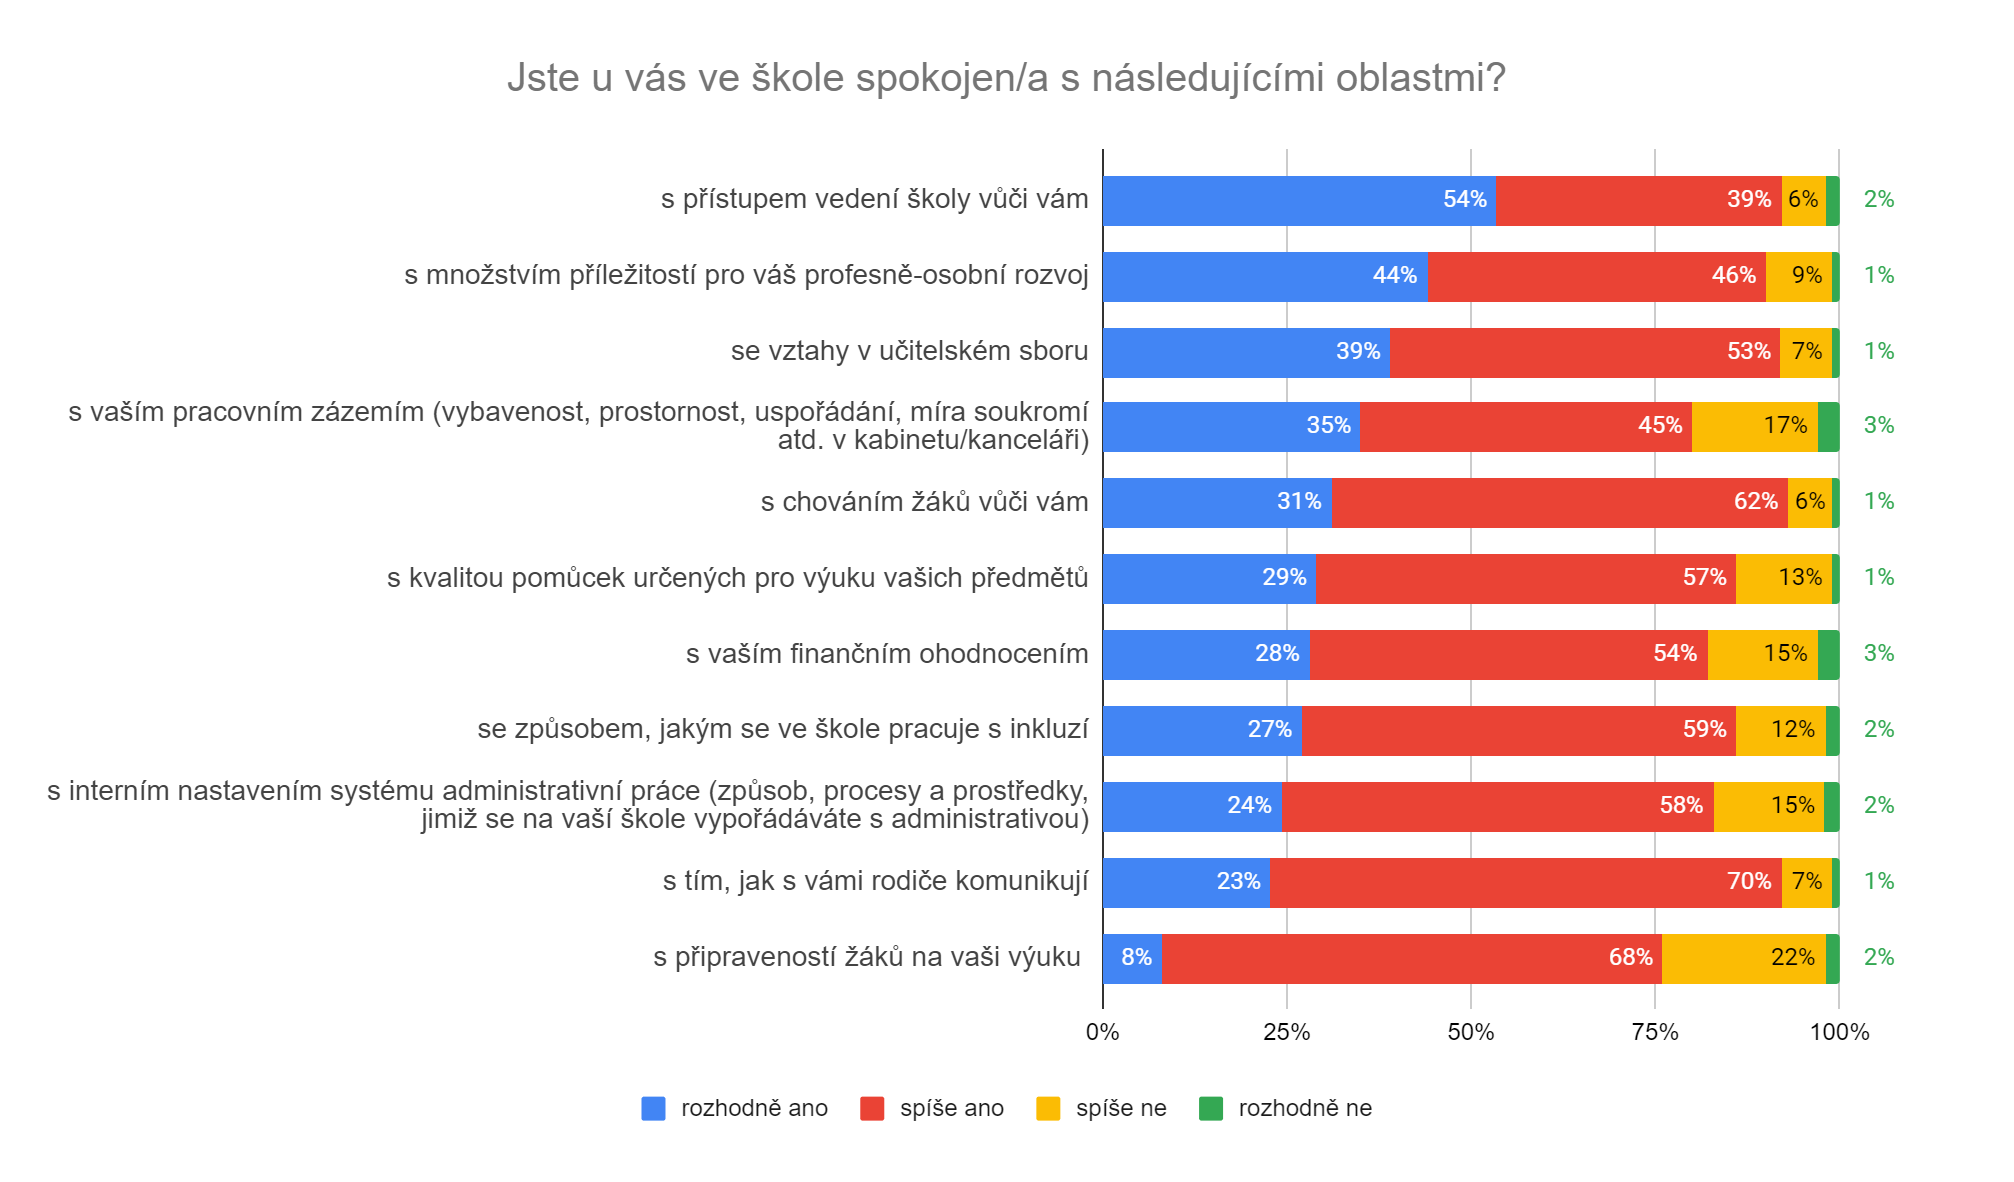 Jste u vás ve škole spokojen/a s následujícími oblastmi?
s přístupem vedení školy vůči vám 54% 39% 6% 2%
s množstvím příležitostí pro váš profesně-osobní rozvoj 44% 46% 9% 1%
se vztahy v učitelském sboru 39% 53% 7% 1%
s vaším pracovním zázemím (vybavenost, prostornost, uspořádání, míra soukromí
atd. v kabinetu/kanceláři) 35% 45% 17% 3%
s chováním žáků vůči vám 31% 62% 6% 1%
s kvalitou pomůcek určených pro výuku vašich předmětů 29% 57% 13% 1%
s vaším finančním ohodnocením 28% 54% 15% 3%
se způsobem, jakým se ve škole pracuje s inkluzí 27% 59% 12% 2%
s interním nastavením systému administrativní práce (způsob, procesy a prostředky,
jimiž se na vaší škole vypořádáváte s administrativou) 24% 58% 15% 2%
s tím, jak s vámi rodiče komunikují 23% 70% 7% 1%
s připraveností žáků na vaši výuku 8% 68% 22% 2%
0% 25% 50% 75% 100%
rozhodně ano spíše ano spíše ne rozhodně ne